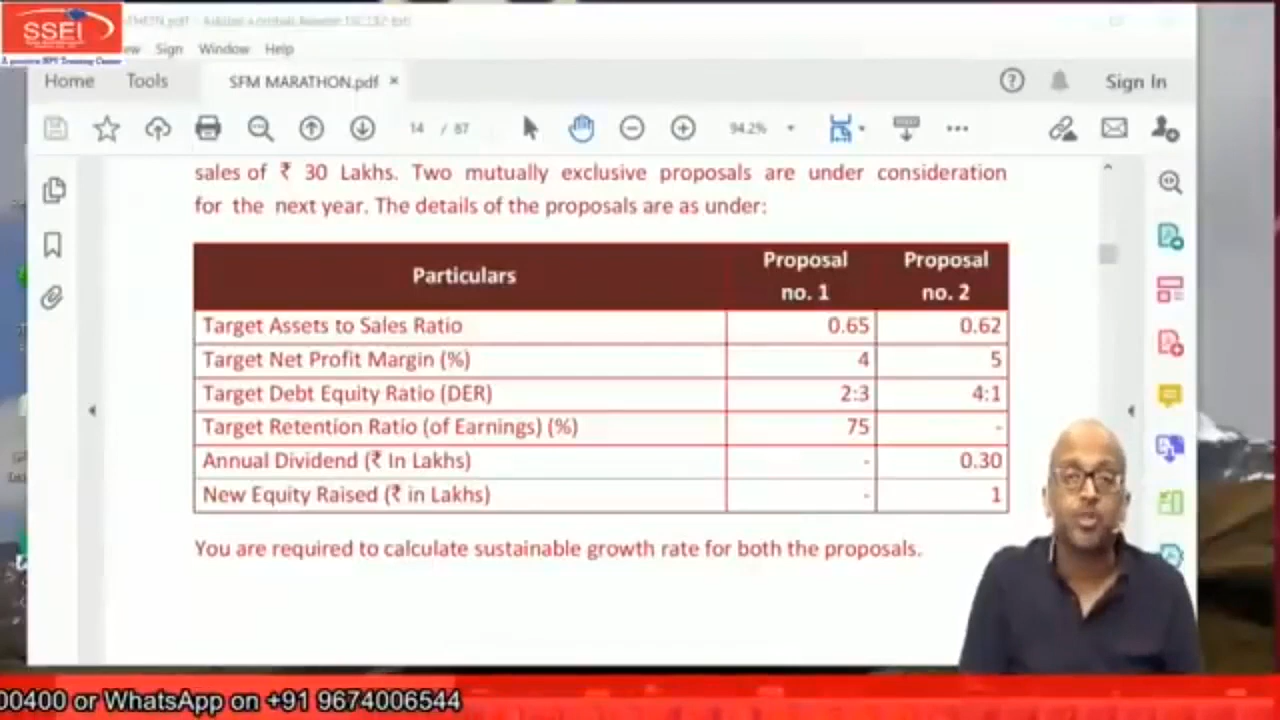 SSEI
Sign Window Help
Home Tools SFM MARATHON.pdf × Sign In
14 / 87 94.2%
sales of ₹ 30 Lakhs. Two mutually exclusive proposals are under consideration
for the next year. The details of the proposals are as under:
Particulars Proposal no. 1 Proposal no. 2
Target Assets to Sales Ratio 0.65 0.62
Target Net Profit Margin (%) 4 5
Target Debt Equity Ratio (DER) 2:3 4:1
Target Retention Ratio (of Earnings) (%) 75 -
Annual Dividend (₹ In Lakhs) - 0.30
New Equity Raised (₹ in Lakhs) - 1
You are required to calculate sustainable growth rate for both the proposals.
00400 or WhatsApp on +91 9674006544